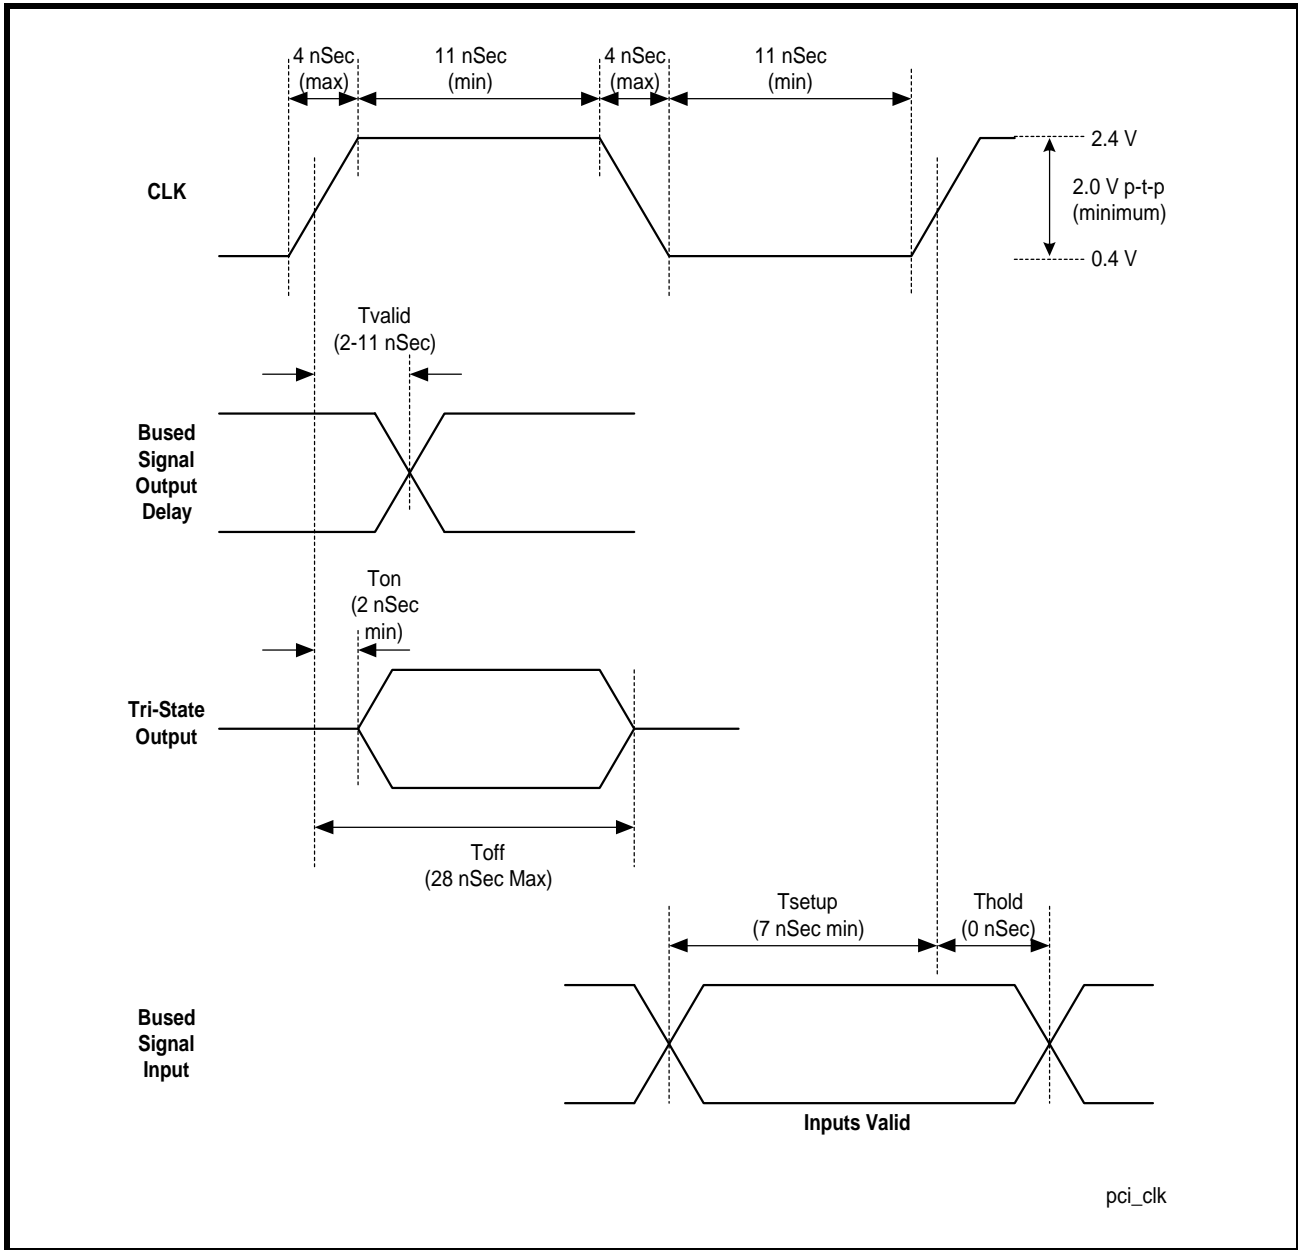 4 nSec
(max)
11 nSec
(min)
4 nSec
(max)
11 nSec
(min)
2.4 V
CLK
2.0 V p-t-p
(minimum)
0.4 V
Tvalid
(2-11 nSec)
Bused
Signal
Output
Delay
Ton
(2 nSec
min)
Tri-State
Output
Toff
(28 nSec Max)
Tsetup
(7 nSec min)
Thold
(0 nSec)
Bused
Signal
Input
Inputs Valid
pci_clk